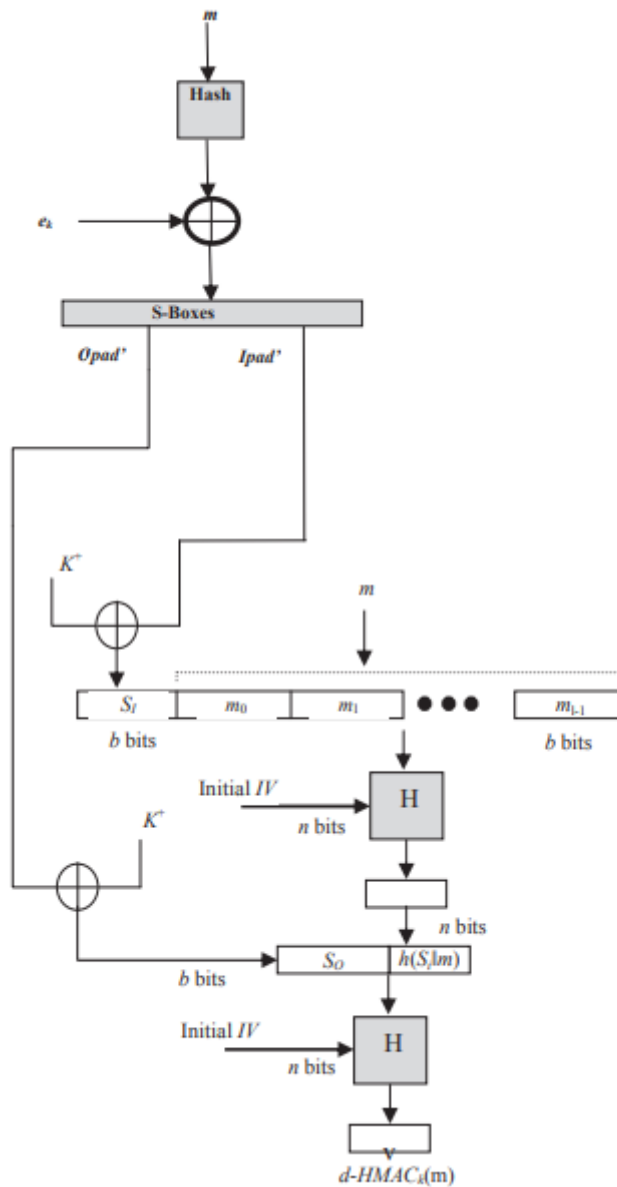 m
Hash
e_k
S-Boxes
Opad’ Ipad’
K⁺
m
S_I m_0 m_1 m_{l-1}
b bits b bits
Initial IV
H
n bits
K⁺
n bits
S_O h(S_i||m)
b bits
Initial IV
H
n bits
d-HMAC_k(m)